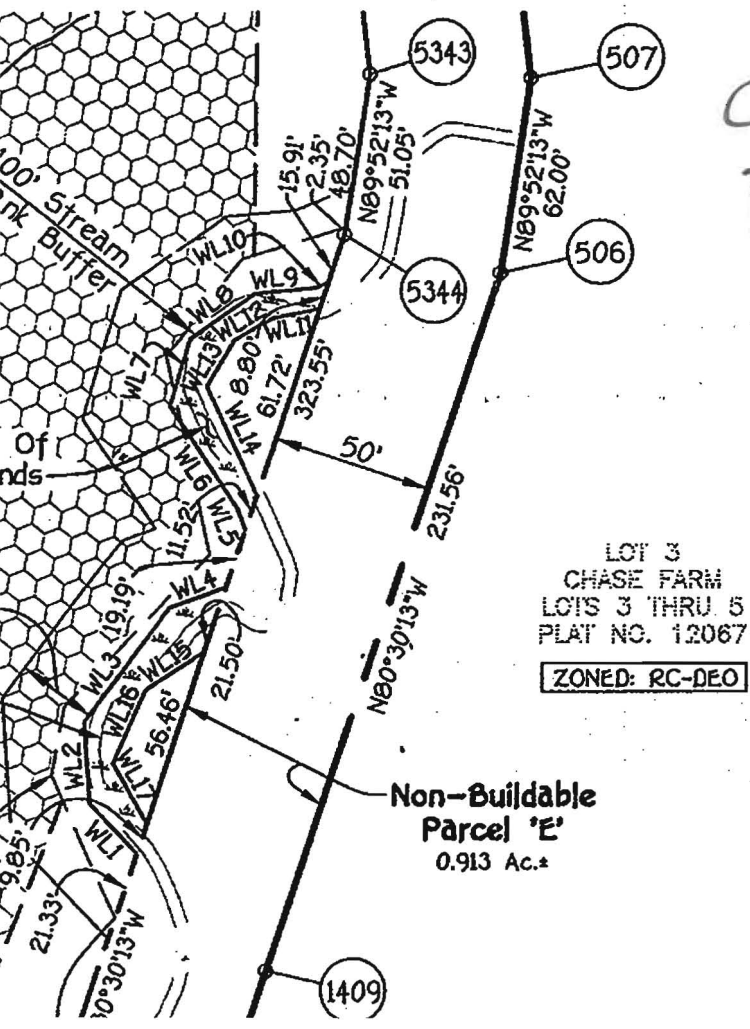 5343
507
15.91'
2.35'
48.70'
N89°52'13"W
51.05'
N89°52'13"W
62.00'
100' Stream
Bank Buffer
WL10
506
WL9
WL8
5344
WL12
WL11
WL13
WL7
8.80'
61.72'
323.55'
WL14
Of
50'
WL6
WL5
11.52'
231.56'
LOT 3
CHASE FARM
LOTS 3 THRU 5
PLAT NO. 12067
ZONED: RC-DEO
WL4
19.19'
WL3
WL15
WL16
21.50'
N80°30'13"W
56.46'
WL2
WL17
Non-Buildable
Parcel 'E'
0.913 Ac.±
WL1
9.85'
21.33'
80°30'13"W
1409